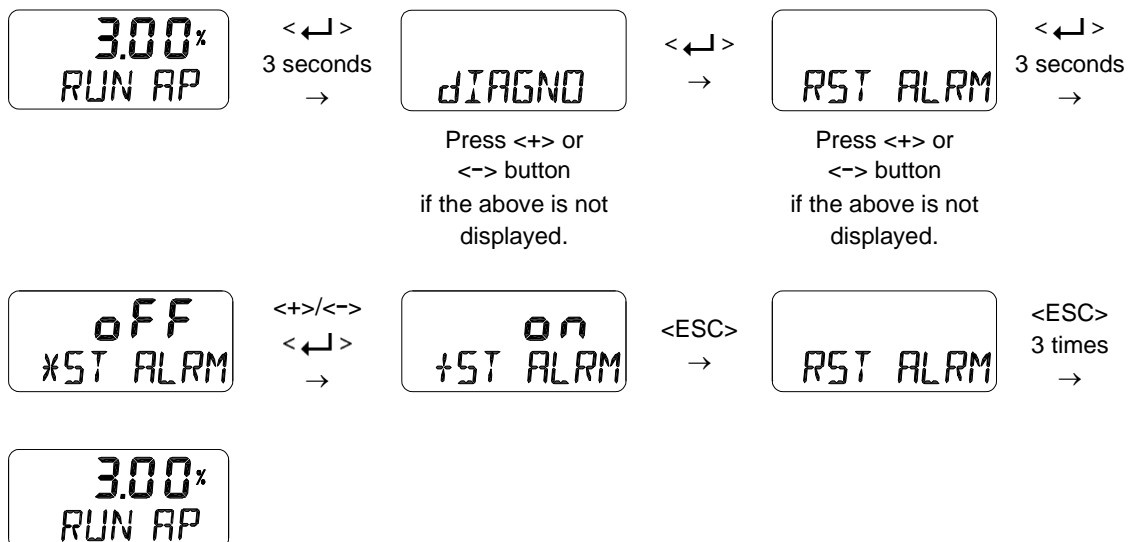 3.00%
RUN AP
<↵>
3 seconds
→
dIAGNO
Press <+> or
<-> button
if the above is not
displayed.
<↵>
→
RST ALRM
Press <+> or
<-> button
if the above is not
displayed.
<↵>
3 seconds
→
oFF
*ST ALRM
<+>/<->
<↵>
→
on
+ST ALRM
<ESC>
→
RST ALRM
<ESC>
3 times
→
3.00%
RUN AP